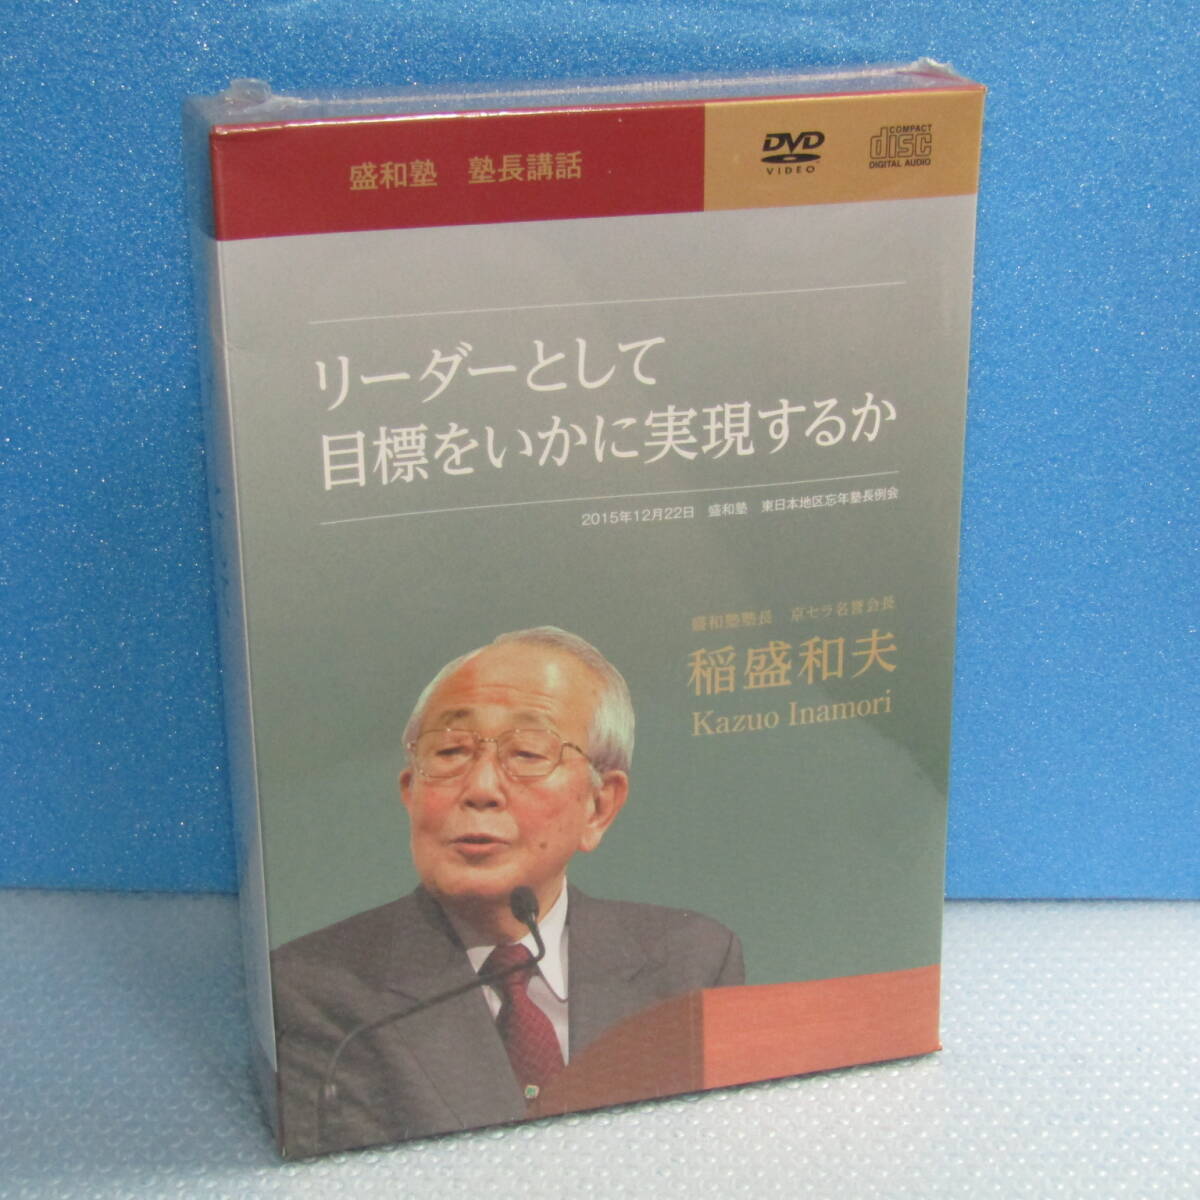 盛和塾　塾長講話
DVD
VIDEO
COMPACT
disc
DIGITAL AUDIO
リーダーとして
目標をいかに実現するか
2015年12月22日　盛和塾　東日本地区忘年塾長例会
盛和塾塾長　京セラ名誉会長
稲盛和夫
Kazuo Inamori